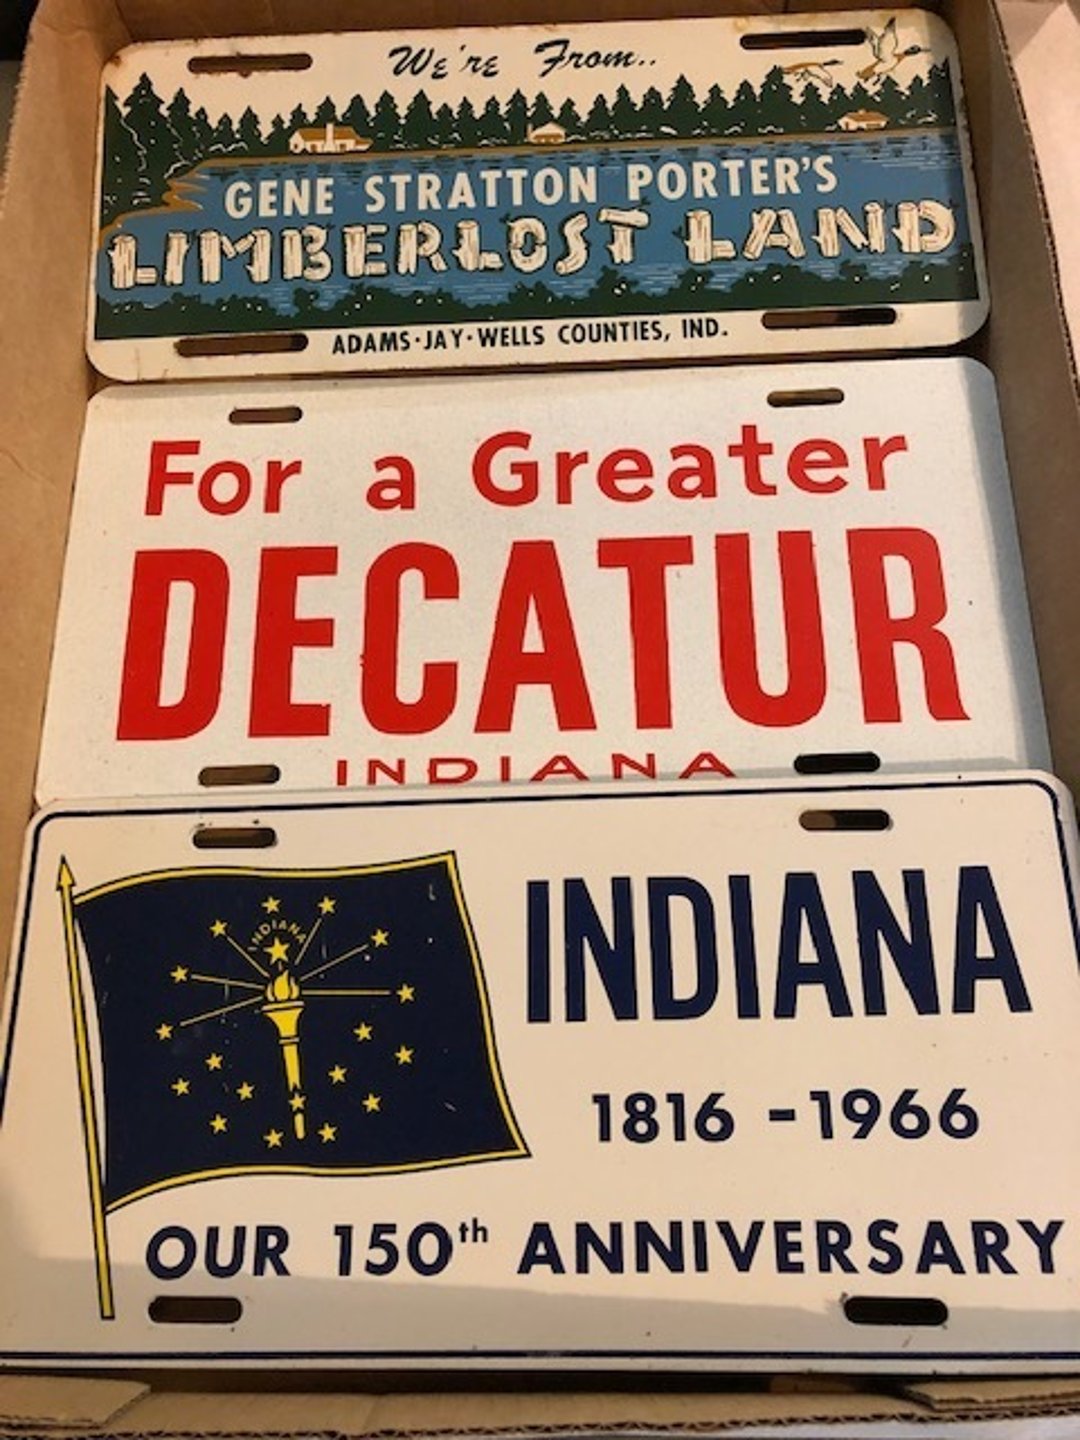 We're From..
GENE STRATTON PORTER'S
LIMBERLOST LAND
ADAMS·JAY·WELLS COUNTIES, IND.
For a Greater
DECATUR
INDIANA
INDIANA
INDIANA
1816 - 1966
OUR 150th ANNIVERSARY